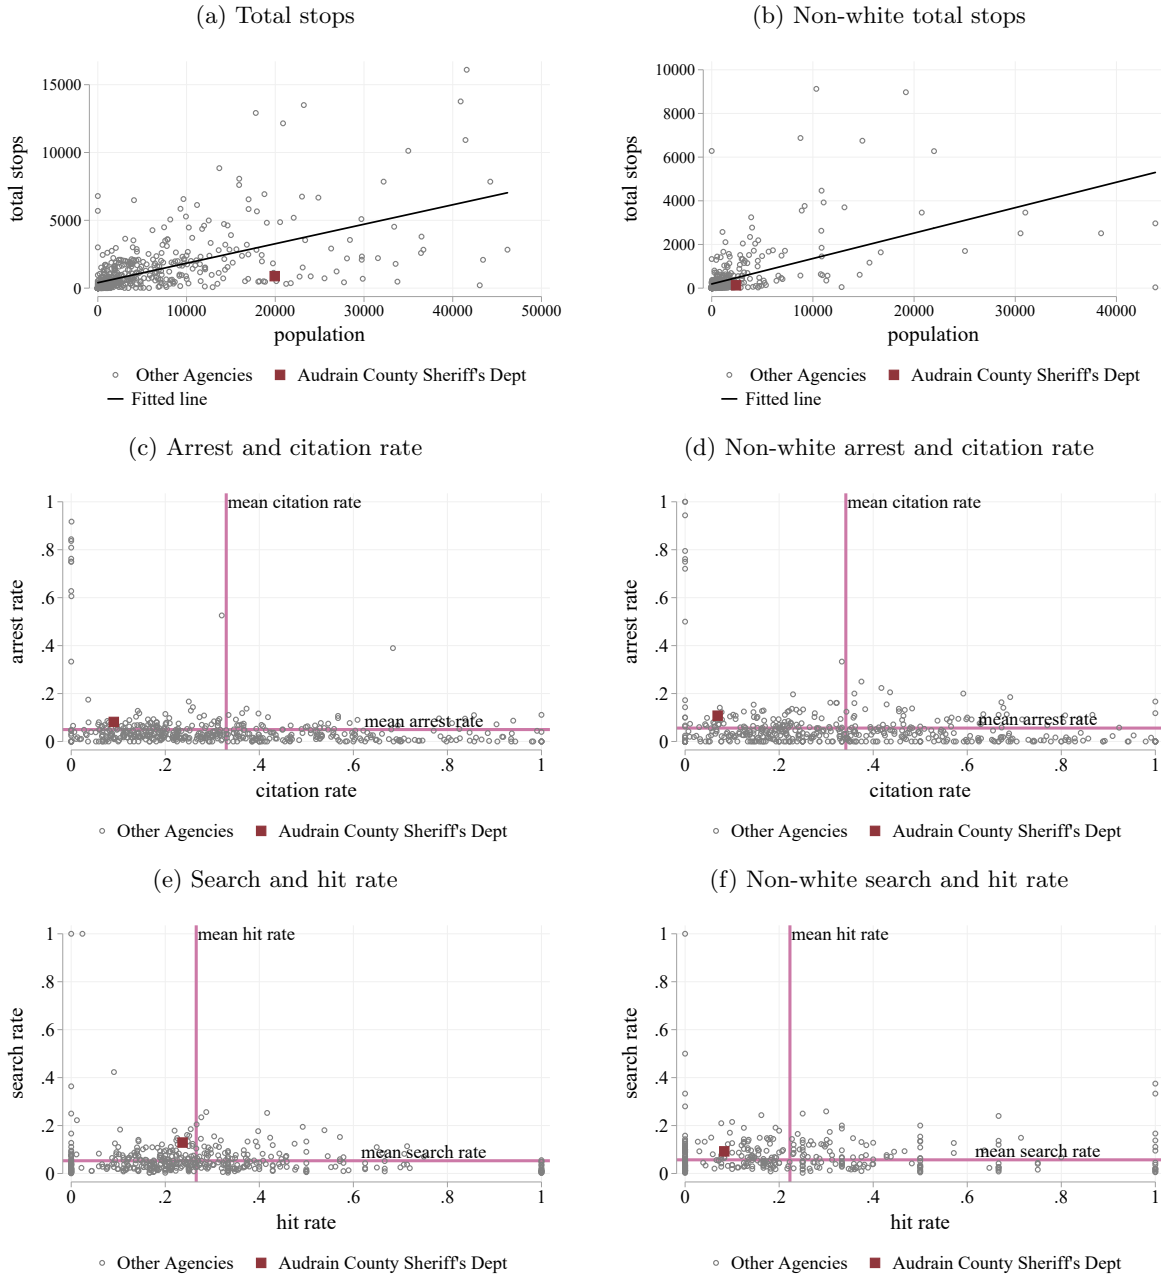 (a) Total stops
15000
10000
5000
0
total stops
0 10000 20000 30000 40000 50000
population
Other Agencies Audrain County Sheriff's Dept
Fitted line
(b) Non-white total stops
10000
8000
6000
4000
2000
0
total stops
0 10000 20000 30000 40000
population
Other Agencies Audrain County Sheriff's Dept
Fitted line
(c) Arrest and citation rate
mean citation rate
1
.8
.6
.4
.2
0
arrest rate
mean arrest rate
0 .2 .4 .6 .8 1
citation rate
Other Agencies Audrain County Sheriff's Dept
(d) Non-white arrest and citation rate
mean citation rate
1
.8
.6
.4
.2
0
arrest rate
mean arrest rate
0 .2 .4 .6 .8 1
citation rate
Other Agencies Audrain County Sheriff's Dept
(e) Search and hit rate
mean hit rate
1
.8
.6
.4
.2
0
search rate
mean search rate
0 .2 .4 .6 .8 1
hit rate
Other Agencies Audrain County Sheriff's Dept
(f) Non-white search and hit rate
mean hit rate
1
.8
.6
.4
.2
0
search rate
mean search rate
0 .2 .4 .6 .8 1
hit rate
Other Agencies Audrain County Sheriff's Dept